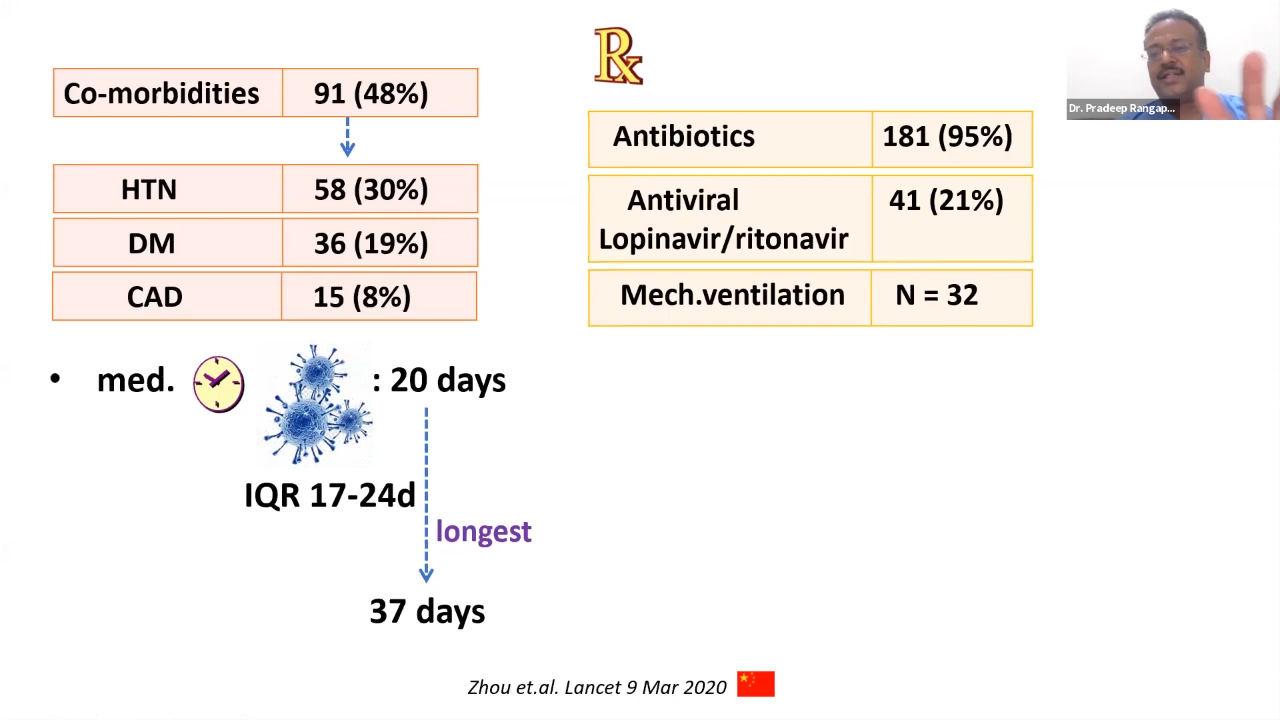 Co-morbidities 91 (48%)
HTN 58 (30%)
DM 36 (19%)
CAD 15 (8%)
• med. : 20 days
IQR 17-24d
longest
37 days
Rx
Antibiotics 181 (95%)
Antiviral 41 (21%)
Lopinavir/ritonavir
Mech.ventilation N = 32
Dr. Pradeep Rangap...
Zhou et.al. Lancet 9 Mar 2020